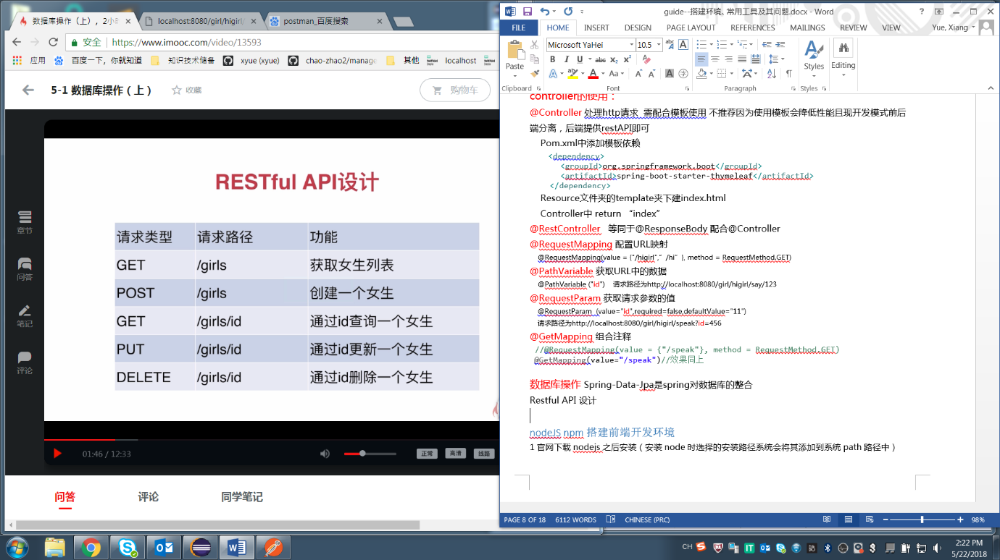 数据库操作（上），2小
localhost:8080/girl/higirl/
postman_百度搜索
安全 https://www.imooc.com/video/13593
应用 百度一下，你就知道 知识技术储备 xyue (xyue) chao-zhao2/manage 其他 localhost
5-1 数据库操作（上） 收藏 购物车
章节
问答
笔记
评论
RESTful API设计
请求类型 请求路径 功能
GET /girls 获取女生列表
POST /girls 创建一个女生
GET /girls/id 通过id查询一个女生
PUT /girls/id 通过id更新一个女生
DELETE /girls/id 通过id删除一个女生
01:46 / 12:33 正常 高清 线路
问答 评论 同学笔记
guide--搭建环境、常用工具及其问题.docx - Word
FILE HOME INSERT DESIGN PAGE LAYOUT REFERENCES MAILINGS REVIEW VIEW Yue, Xiang
Paste Microsoft YaHei 10.5 Styles Editing
Clipboard Font Paragraph Styles
controller的使用：
@Controller 处理http请求 需配合模板使用 不推荐因为使用模板会降低性能且现开发模式前后
端分离，后端提供restAPI即可
Pom.xml中添加模板依赖
<dependency>
<groupId>org.springframework.boot</groupId>
<artifactId>spring-boot-starter-thymeleaf</artifactId>
</dependency>
Resource文件夹的template夹下建index.html
Controller中 return “index”
@RestController 等同于@ResponseBody 配合@Controller
@RequestMapping 配置URL映射
@RequestMapping(value = {"/higirl",” /hi” }, method = RequestMethod.GET)
@PathVariable 获取URL中的数据
@PathVariable ("id") 请求路径为http://localhost:8080/girl/higirl/say/123
@RequestParam 获取请求参数的值
@RequestParam (value="id",required=false,defaultValue="11")
请求路径为http://localhost:8080/girl/higirl/speak?id=456
@GetMapping 组合注释
//@RequestMapping(value = {"/speak"}, method = RequestMethod.GET)
@GetMapping(value="/speak")//效果同上
数据库操作 Spring-Data-Jpa是spring对数据库的整合
Restful API 设计
nodeJS npm 搭建前端开发环境
1 官网下载 nodejs 之后安装（安装 node 时选择的安装路径系统会将其添加到系统 path 路径中）
PAGE 8 OF 18 6112 WORDS CHINESE (PRC) 98%
CH
2:22 PM
5/22/2018